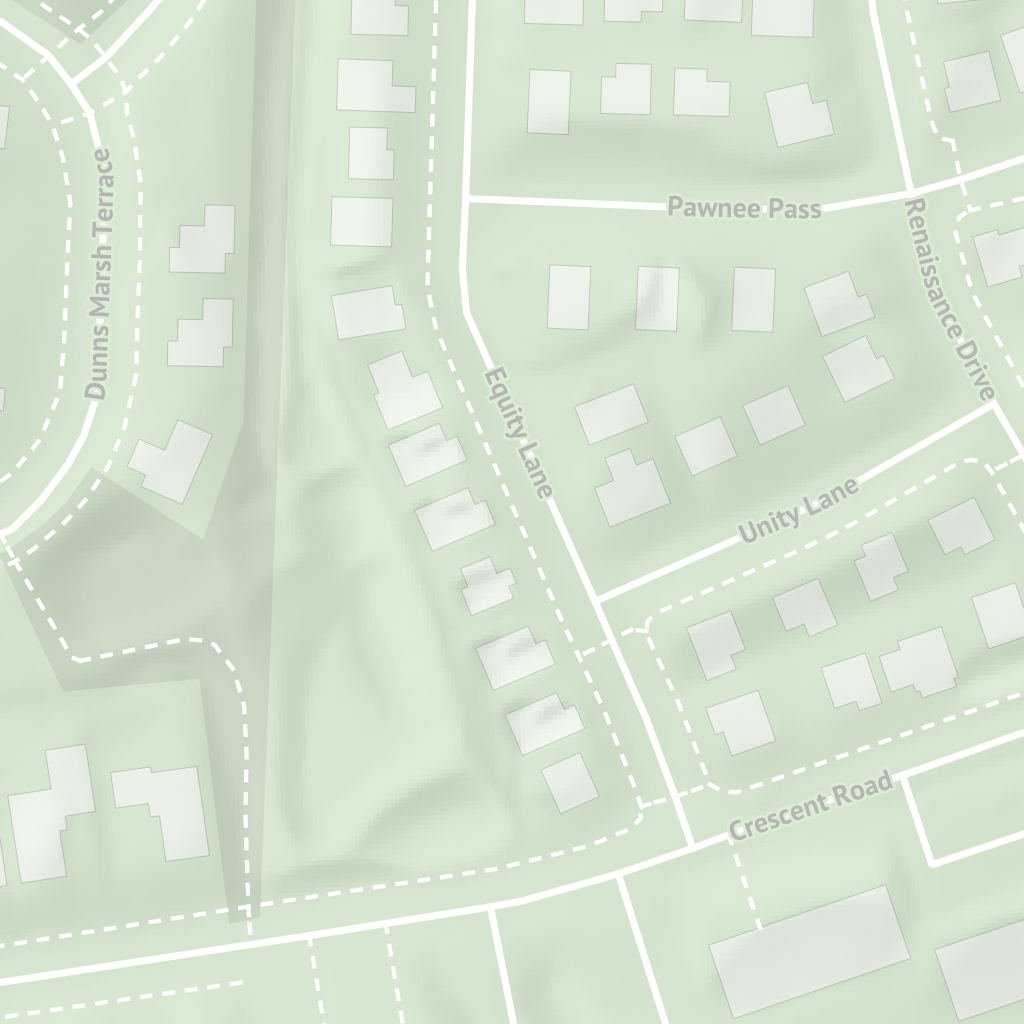 Dunns Marsh Terrace
Pawnee Pass
Renaissance Drive
Equity Lane
Unity Lane
Crescent Road